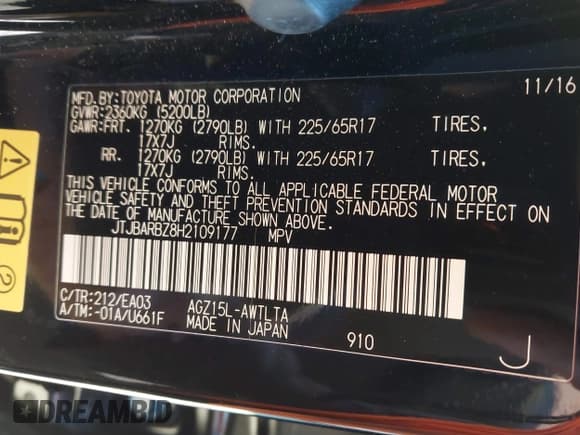 11/16
MFD.BY:TOYOTA MOTOR CORPORATION
GVWR:2360KG (5200LB)
GAWR:FRT. 1270KG (2790LB) WITH 225/65R17 TIRES,
17X7J RIMS.
RR. 1270KG (2790LB) WITH 225/65R17 TIRES,
17X7J RIMS.
THIS VEHICLE CONFORMS TO ALL APPLICABLE FEDERAL MOTOR
VEHICLE SAFETY AND THEFT PREVENTION STANDARDS IN EFFECT ON
THE DATE OF MANUFACTURE SHOWN ABOVE.
JTJBARBZ8H2109177 MPV
C/TR:212/EA03 AGZ15L-AWTLTA
A/TM:-01A/U661F MADE IN JAPAN 910 J
DREAMBID